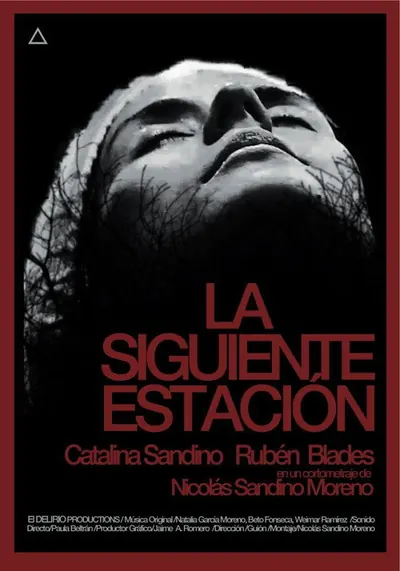 LA
SIGUIENTE
ESTACIÓN
Catalina Sandino Rubén Blades
en un cortometraje de
Nicolás Sandino Moreno
El DELIRIO PRODUCTIONS / Música Original /Natalia García Moreno, Beto Fonseca, Weimar Ramírez /Sonido
Directo/Paula Beltrán /Productor Gráfico/Jaime A. Romero /Dirección /Guión /Montaje/Nicolás Sandino Moreno